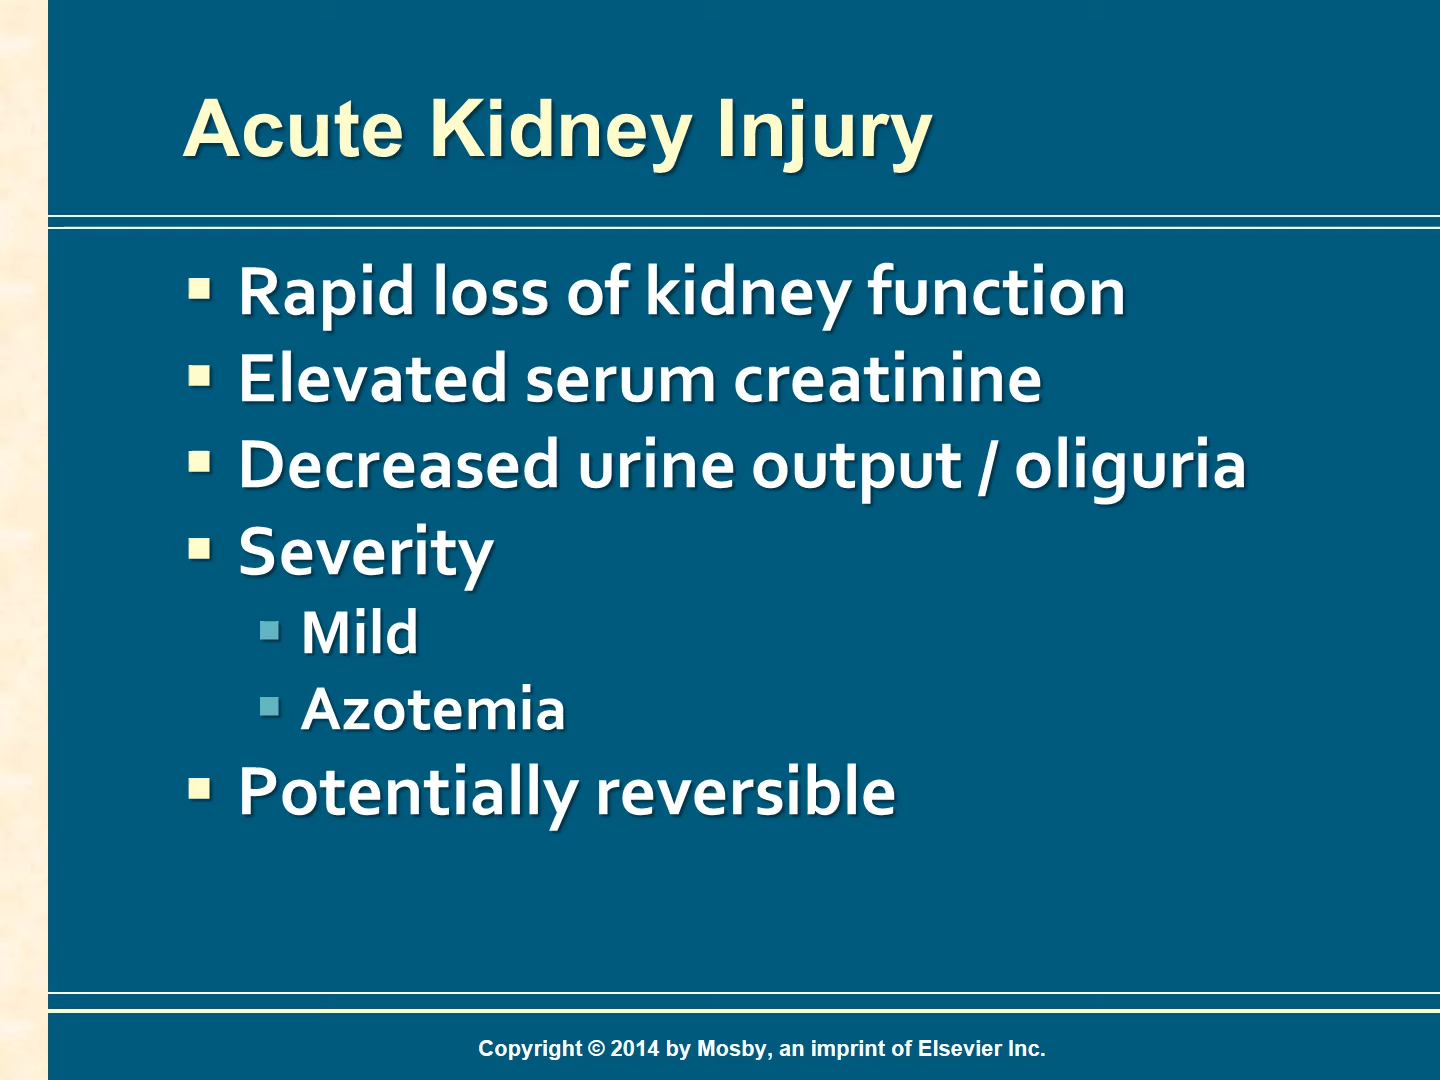 Acute Kidney Injury
Rapid loss of kidney function
Elevated serum creatinine
Decreased urine output / oliguria
Severity
Mild
Azotemia
Potentially reversible
Copyright © 2014 by Mosby, an imprint of Elsevier Inc.